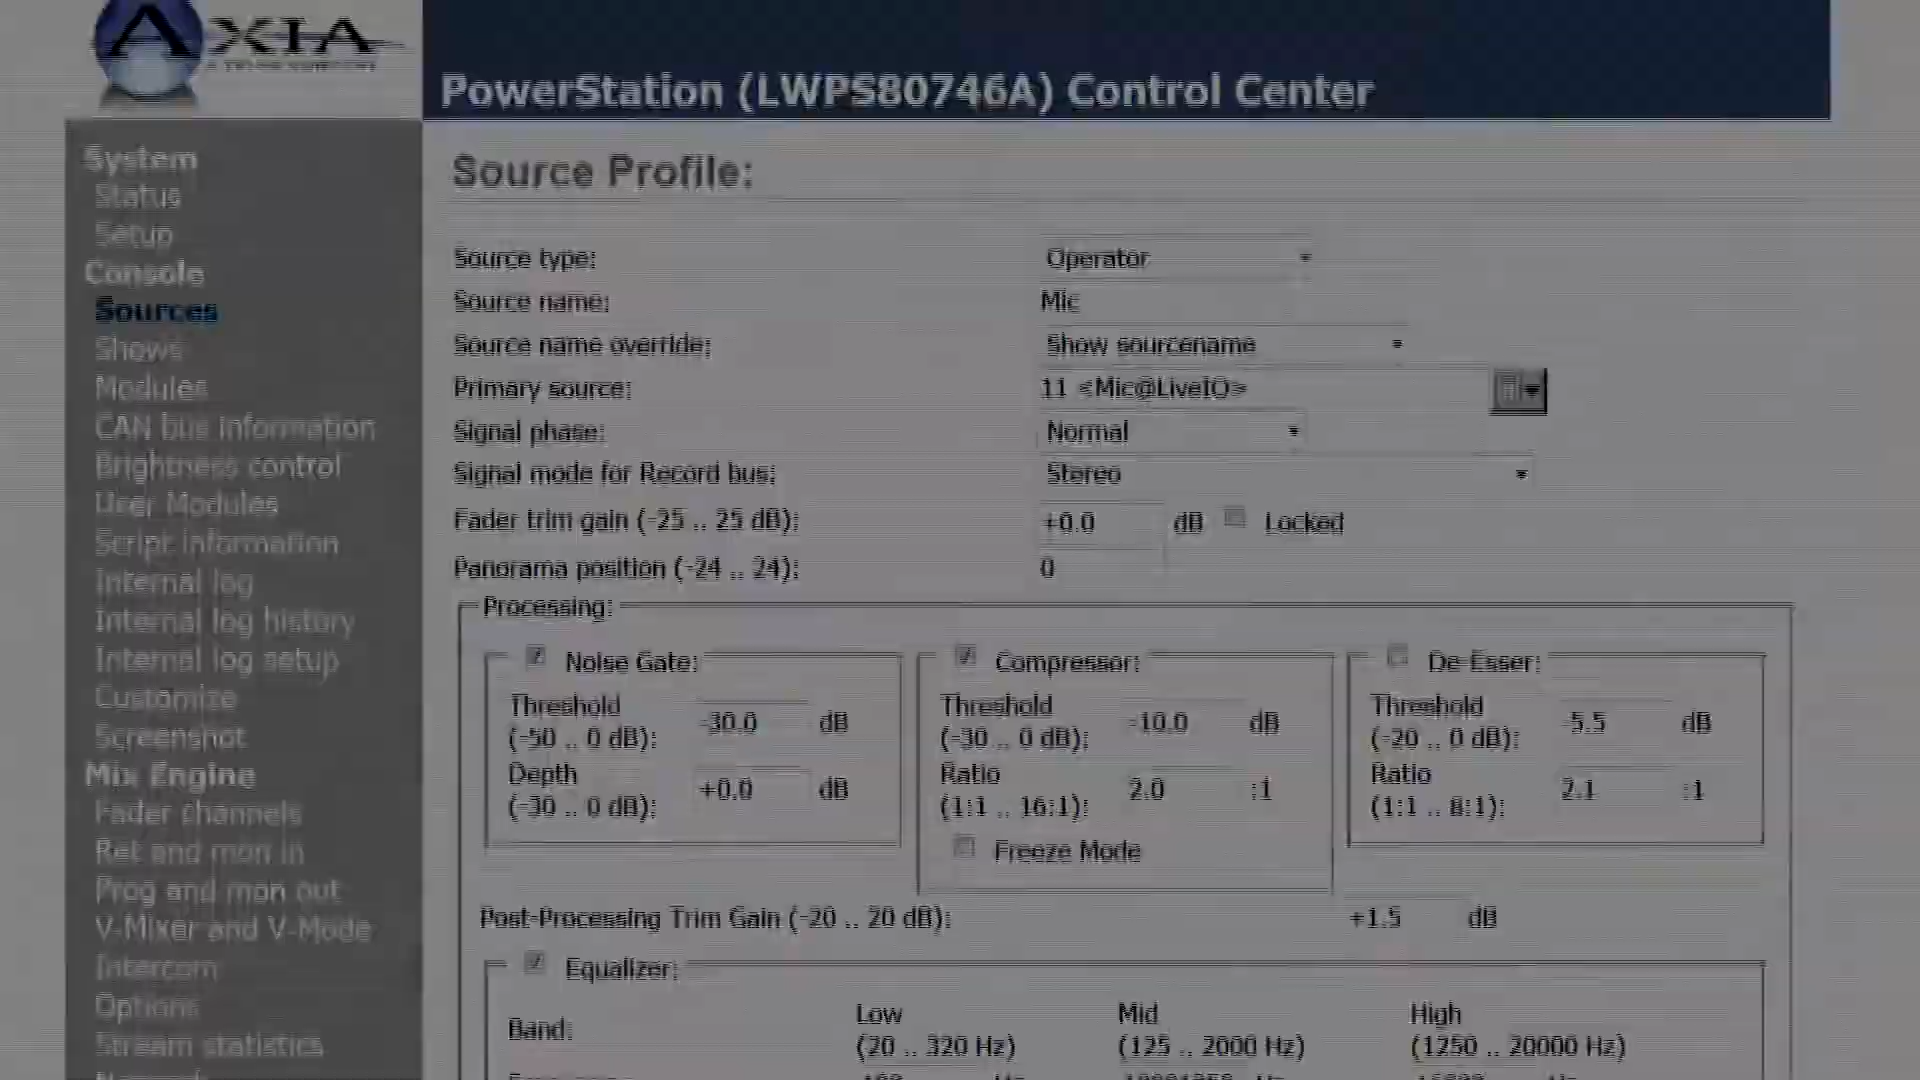 AXIA
PowerStation (LWPS80746A) Control Center
System
Status
Setup
Console
Sources
Shows
Modules
CAN bus information
Brightness control
User Modules
Script information
Internal log
Internal log history
Internal log setup
Customize
Screenshot
Mix Engine
Fader channels
Ret and mon in
Prog and mon out
V-Mixer and V-Mode
Intercom
Options
Stream statistics
Source Profile:
Source type: Operator
Source name: Mic
Source name override: Show sourcename
Primary source: 11 <Mic@LiveIO>
Signal phase: Normal
Signal mode for Record bus: Stereo
Fader trim gain (-25 .. 25 dB): +0.0 dB Locked
Panorama position (-24 .. 24): 0
Processing:
Noise Gate:
Threshold
(-50 .. 0 dB): -30.0 dB
Depth
(-30 .. 0 dB): +0.0 dB
Compressor:
Threshold
(-30 .. 0 dB): -10.0 dB
Ratio
(1:1 .. 16:1): 2.0 :1
Freeze Mode
De-Esser:
Threshold
(-20 .. 0 dB): -5.5 dB
Ratio
(1:1 .. 8:1): 2.1 :1
Post-Processing Trim Gain (-20 .. 20 dB): +1.5 dB
Equalizer:
Band:
Low
(20 .. 320 Hz)
Mid
(125 .. 2000 Hz)
High
(1250 .. 20000 Hz)